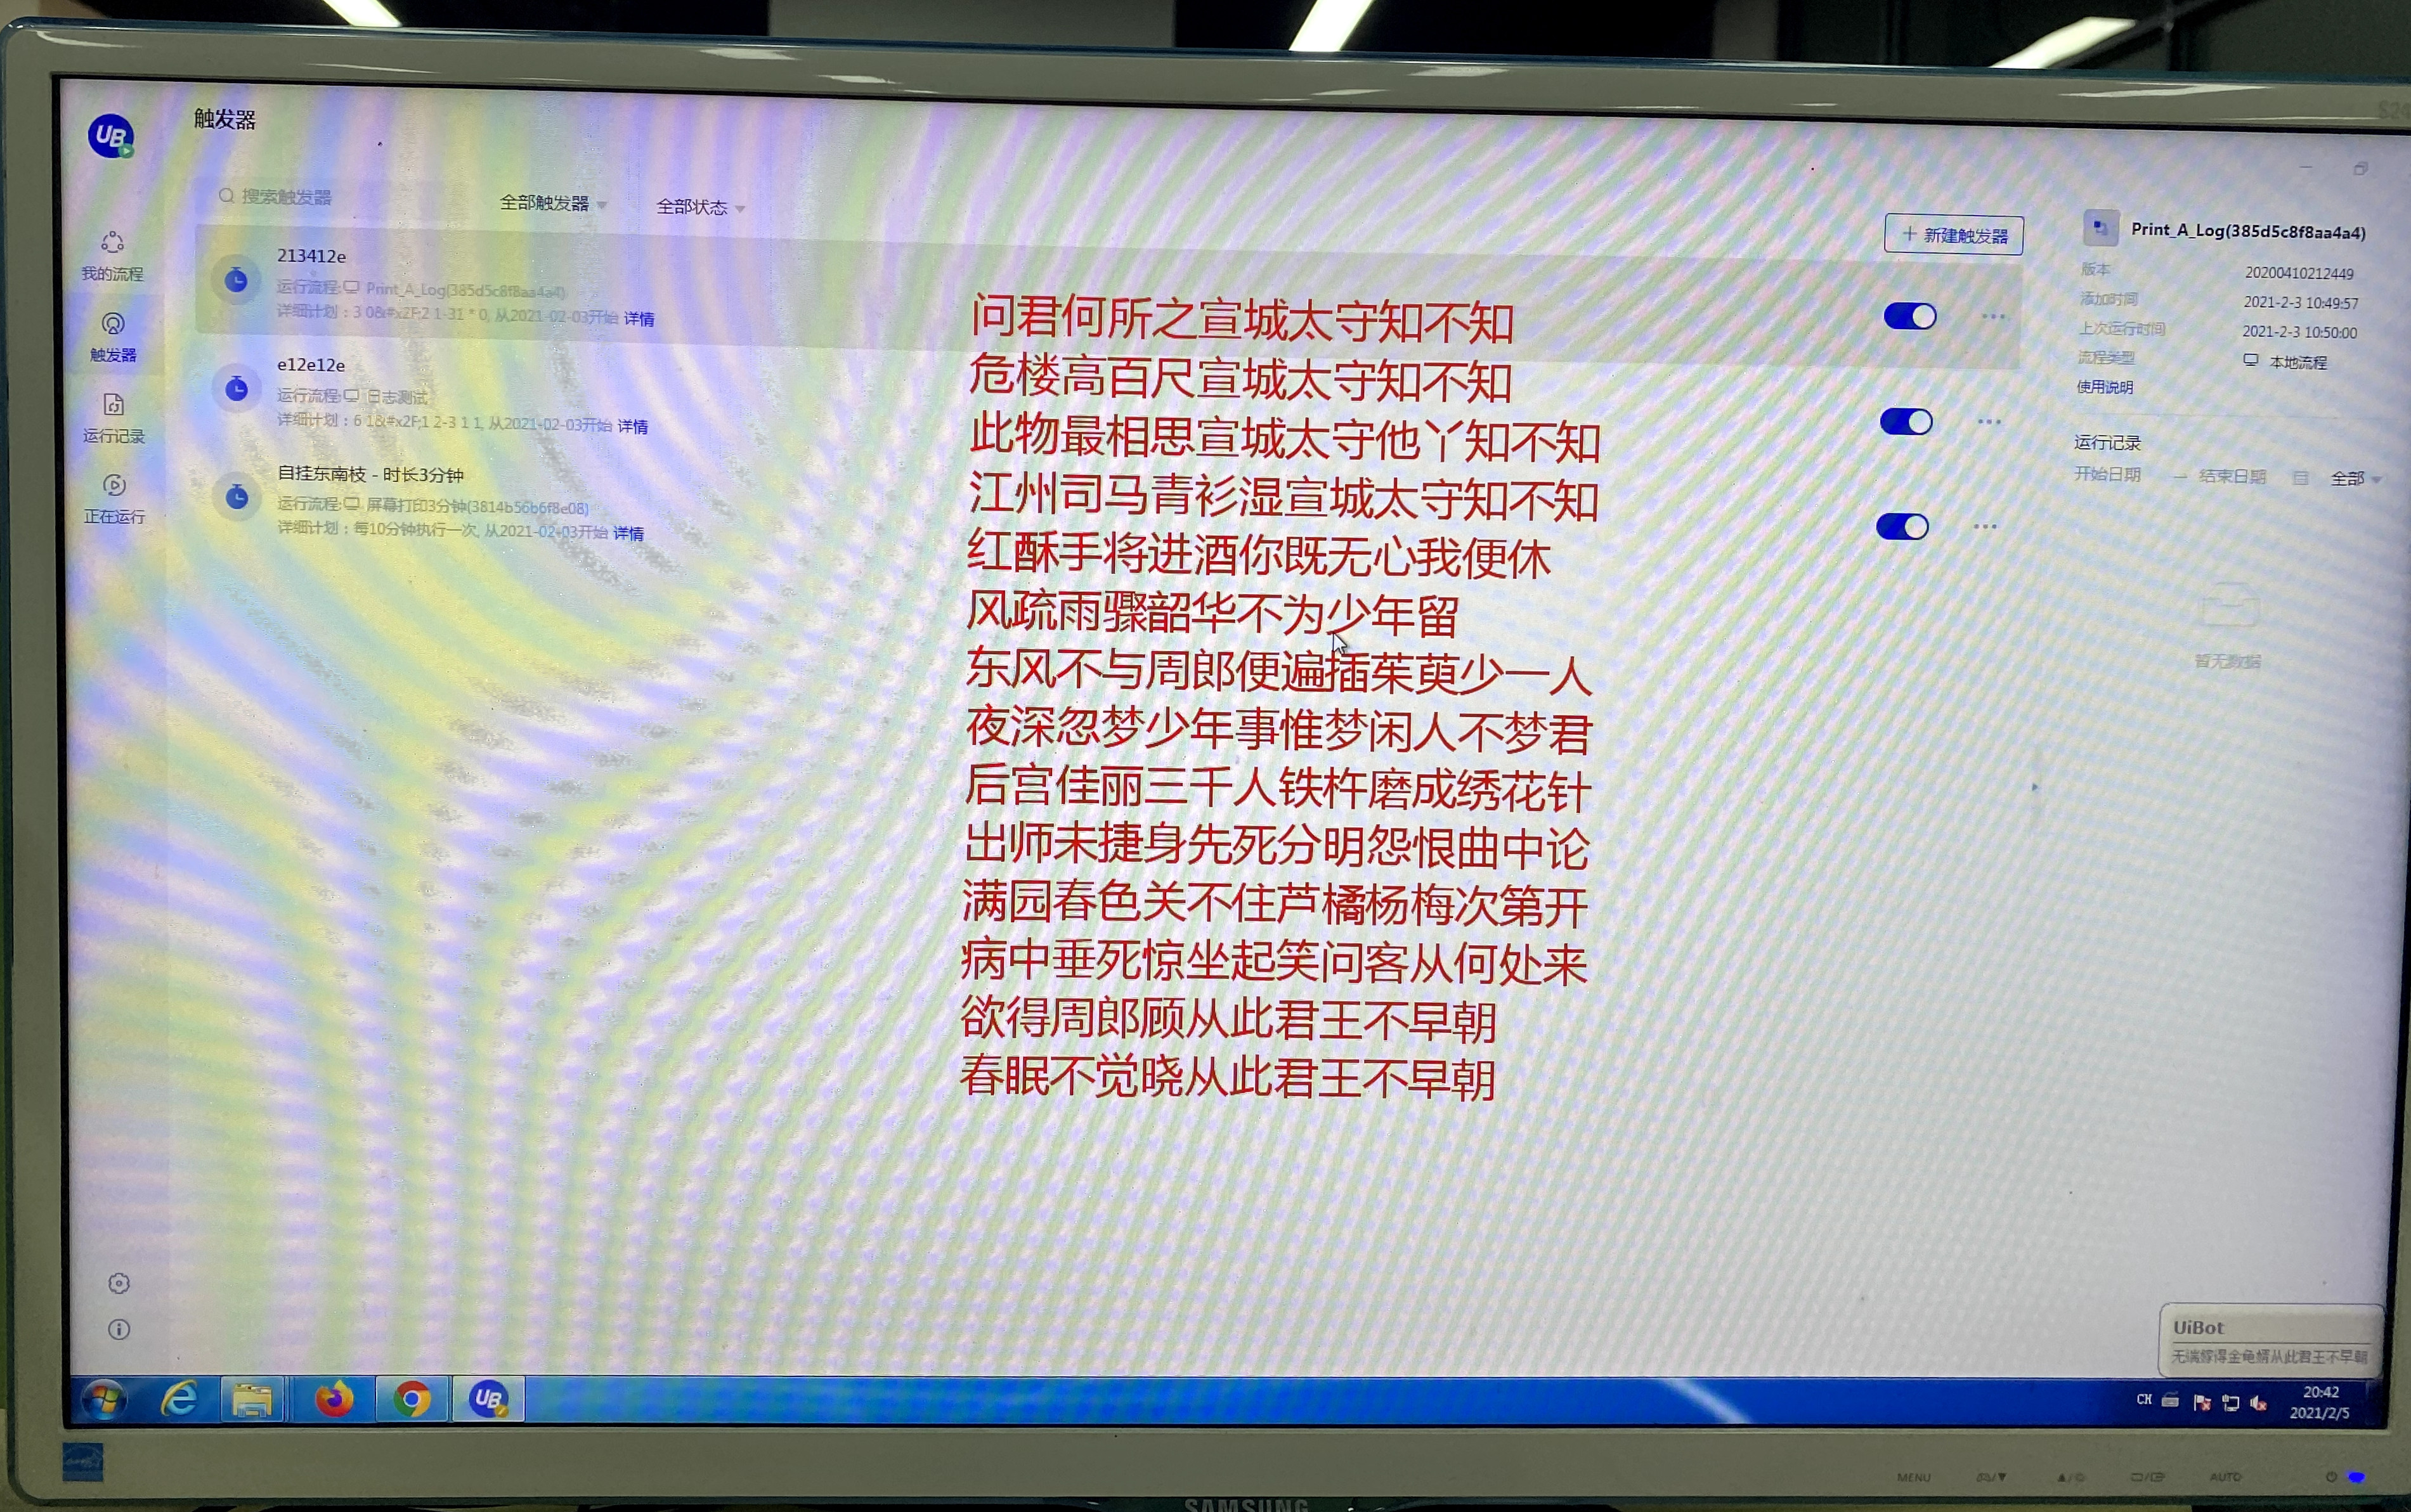 触发器
UB
搜索触发器
全部触发器
全部状态
+ 新建触发器
我的流程
触发器
运行记录
正在运行
213412e
运行流程: Print_A_Log(385d5c8f8aa4a4)
详细计划：3 0&#x2F;2 1-31 * 0, 从2021-02-03开始 详情
e12e12e
运行流程: 日志测试
详细计划：6 1&#x2F;1 2-3 1 1, 从2021-02-03开始 详情
自挂东南枝 - 时长3分钟
运行流程: 屏幕打印3分钟(3814b56b6f8e08)
详细计划：每10分钟执行一次, 从2021-02-03开始 详情
问君何所之宣城太守知不知
危楼高百尺宣城太守知不知
此物最相思宣城太守他丫知不知
江州司马青衫湿宣城太守知不知
红酥手将进酒你既无心我便休
风疏雨骤韶华不为少年留
东风不与周郎便遍插茱萸少一人
夜深忽梦少年事惟梦闲人不梦君
后宫佳丽三千人铁杵磨成绣花针
出师未捷身先死分明怨恨曲中论
满园春色关不住芦橘杨梅次第开
病中垂死惊坐起笑问客从何处来
欲得周郎顾从此君王不早朝
春眠不觉晓从此君王不早朝
Print_A_Log(385d5c8f8aa4a4)
版本 20200410212449
添加时间 2021-2-3 10:49:57
上次运行时间 2021-2-3 10:50:00
流程类型 本地流程
使用说明
运行记录
开始日期 → 结束日期 全部
暂无数据
UiBot
无端嫁得金龟婿从此君王不早朝
UB
CH
20:42
2021/2/5
MENU
AUTO
SAMSUNG